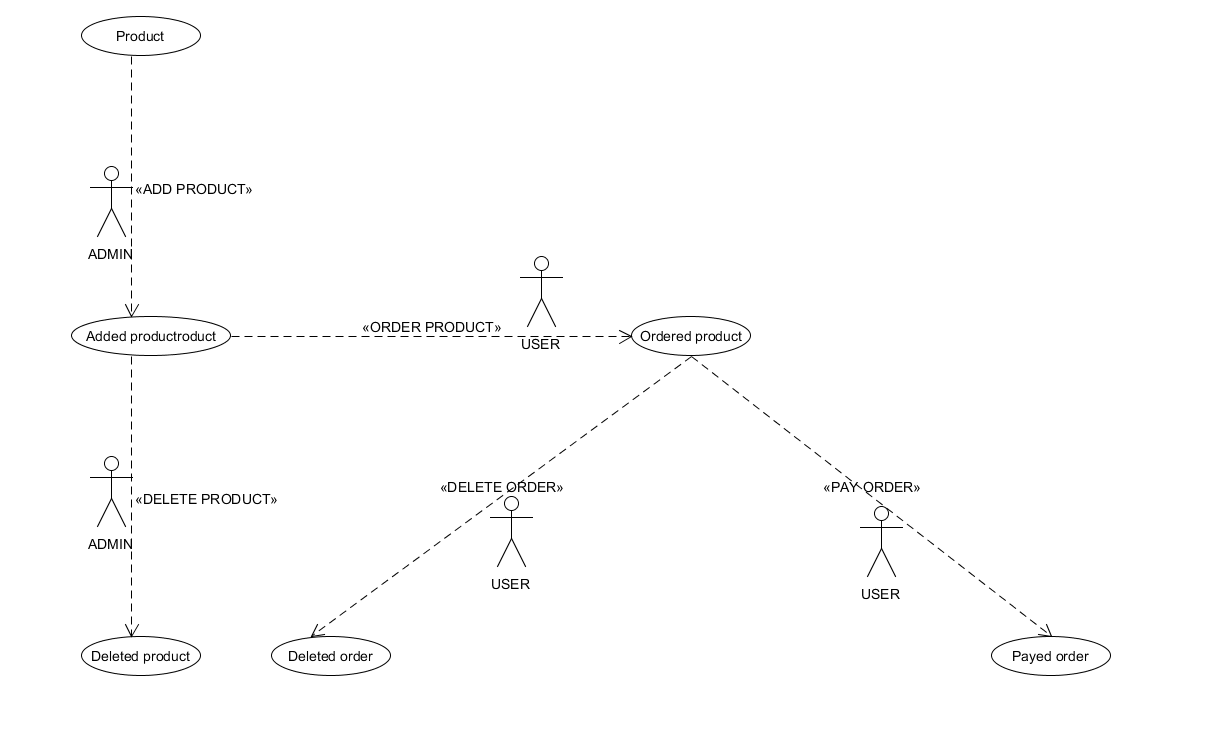 Product
«ADD PRODUCT»
ADMIN
«ORDER PRODUCT»
USER
Added productroduct
Ordered product
«DELETE PRODUCT»
ADMIN
«DELETE ORDER»
USER
«PAY ORDER»
USER
Deleted product
Deleted order
Payed order